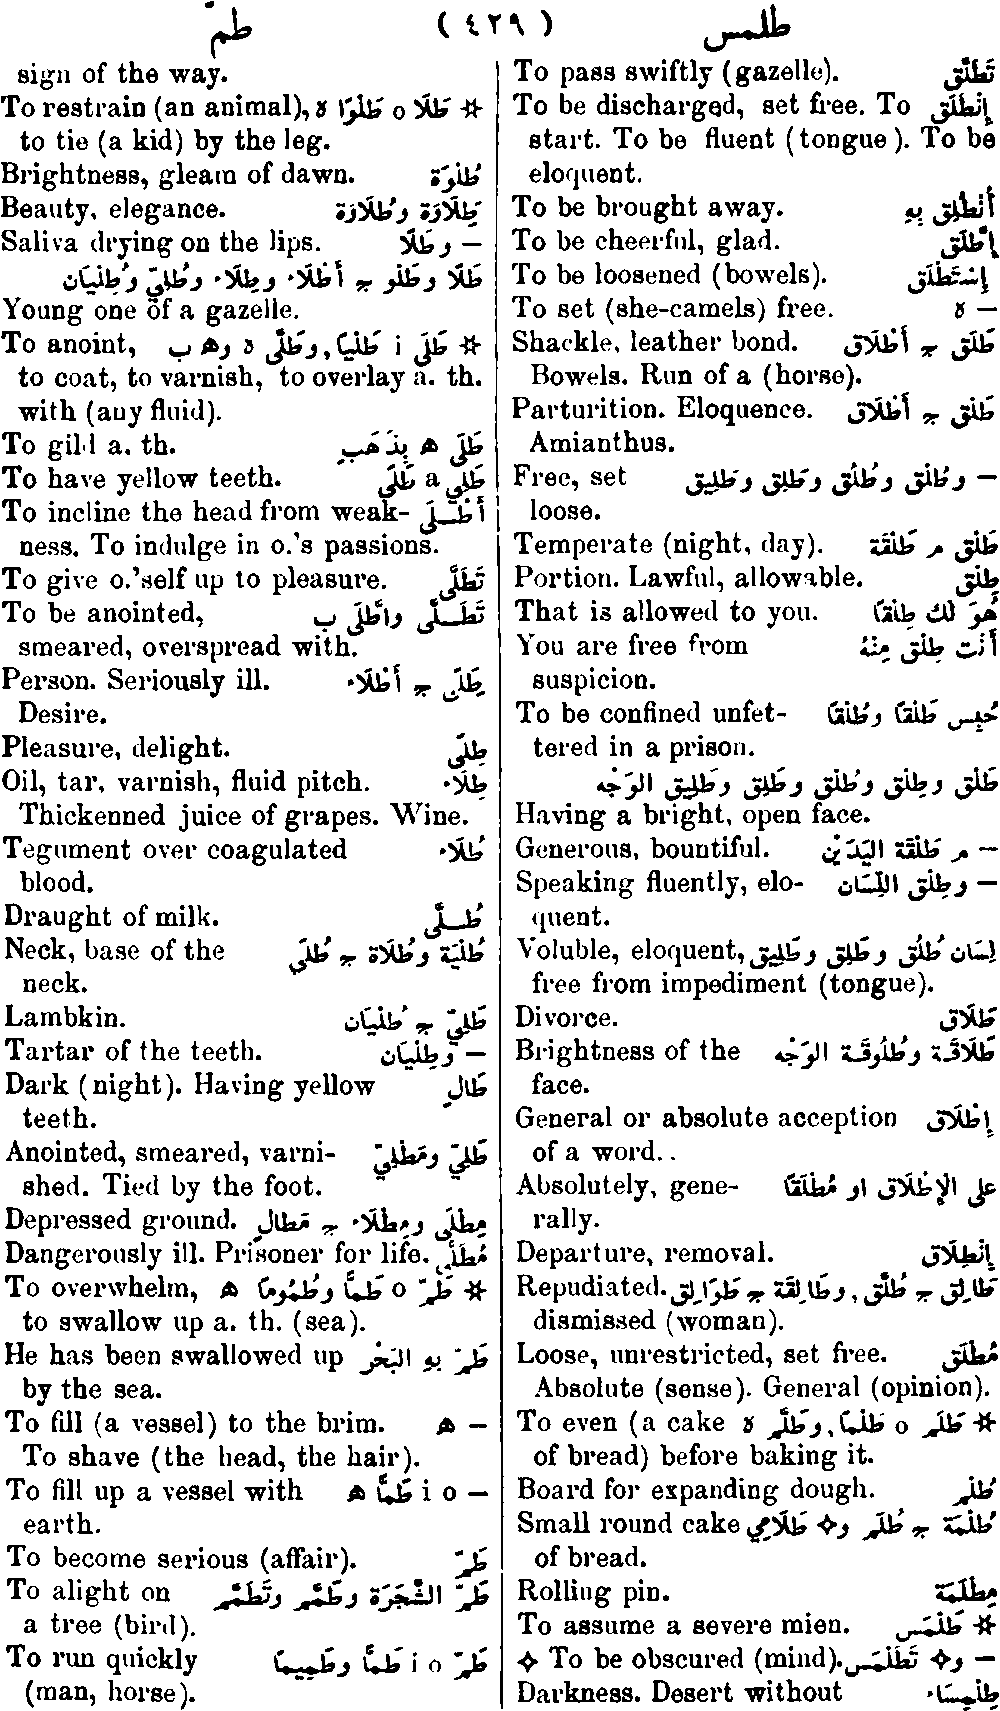 طلمس ( ٤٢٩ ) طمّ
To pass swiftly (gazelle). تَطَلَّق
To be discharged, set free. To إِنْطَلَق
start. To be fluent (tongue). To be
eloquent.
To be brought away. أُنْطُلِق بِهِ
To be cheerful, glad. إِطَّلَق
To be loosened (bowels). إِسْتَطْلَق
To set (she-camels) free. — ه
Shackle, leather bond. طَلَق ج أَطْلَاق
Bowels. Run of a (horse).
Parturition. Eloquence. طَلْق ج أَطْلَاق
Amianthus.
Free, set — وطُلْق وطُلُق وطَلِق وطَلِيق
loose.
Temperate (night, day). طَلْق م طَلْقَة
Portion. Lawful, allowable. طِلْق
That is allowed to you. هُوَ لَكَ طِلْقًا
You are free from أَنْتَ طِلْق مِنْهُ
suspicion.
To be confined unfet- حُبِس طَلْقًا وطُلْقًا
tered in a prison.
طَلْق وطِلْق وطُلْق وطَلِق وطَلِيق الوَجْه
Having a bright, open face.
Generous, bountiful. — م طَلْقَة اليَدَيْن
Speaking fluently, elo- — وطِلْق اللِّسَان
quent.
Voluble, eloquent, لِسَان طُلُق وطَلِق وطَلِيق
free from impediment (tongue).
Divorce. طَلَاق
Brightness of the طَلَاقَة وطُلُوقَة الوَجْه
face.
General or absolute acception إِطْلَاق
of a word..
Absolutely, gene- على الإِطْلَاق او مُطْلَقًا
rally.
Departure, removal. إِنْطِلَاق
Repudiated. طَالِق ج طُلَّق, وطَالِقَة ج طَوَالِق
dismissed (woman).
Loose, unrestricted, set free. مُطْلَق
Absolute (sense). General (opinion).
To even (a cake ✲ طَلَم o طَلْمًا, وطَلَّم ه
of bread) before baking it.
Board for expanding dough. طُلْم
Small round cake طُلْمَة ج طُلَم و✧ طَلَامِي
of bread.
Rolling pin. مِطْلَمَة
To assume a severe mien. ✲ طَلْمَس
✧ To be obscured (mind). — و✧ تَطَلْمَس
Darkness. Desert without طِلْمِسَاء
sign of the way.
To restrain (an animal), ✲ طَلَا o طَلْوًا ه
to tie (a kid) by the leg.
Brightness, gleam of dawn. طُلْوَة
Beauty, elegance. طَِلَاوَة وطُلَاوَة
Saliva drying on the lips. — وطَلًا
طَلًا وطَلْو ج أَطْلَاء وطِلَاء وطُلِيّ وطُِلْيَان
Young one of a gazelle.
To anoint, ✲ طَلَى i طَلْيًا, وطَلَّى ه وهـ ب
to coat, to varnish, to overlay a. th.
with (any fluid).
To gild a. th. طَلَى هـ بِذَهَبٍ
To have yellow teeth. طَلِي a طَلًى
To incline the head from weak- أَطْلَى
ness. To indulge in o.'s passions.
To give o.'self up to pleasure. تَطَلَّى
To be anointed, تَطَلَّى واطَّلَى ب
smeared, overspread with.
Person. Seriously ill. طَِلًى ج أَطْلَاء
Desire.
Pleasure, delight. طِلًى
Oil, tar, varnish, fluid pitch. طِلَاء
Thickenned juice of grapes. Wine.
Tegument over coagulated طُلَاء
blood.
Draught of milk. طُلًّى
Neck, base of the طُلْيَة وطُلَاة ج طُلًى
neck.
Lambkin. طَلِيّ ج طُلْيَان
Tartar of the teeth. — وطِلْيَان
Dark (night). Having yellow طَالٍ
teeth.
Anointed, smeared, varni- طَلِيّ ومَطْلِيّ
shed. Tied by the foot.
Depressed ground. مِطْلًى ومِطْلَاء ج مَطَالٍ
Dangerously ill. Prisoner for life. مُطَلًّى
To overwhelm, ✲ طَمّ o طَمًّا وطُمُومًا هـ
to swallow up a. th. (sea).
He has been swallowed up طَمّ بِهِ البَحْر
by the sea.
To fill (a vessel) to the brim. — هـ
To shave (the head, the hair).
To fill up a vessel with — i o طَمًّا هـ
earth.
To become serious (affair). طَمّ
To alight on طَمّ الشَّجَرَة وطَمَّم وتَطَمَّم
a tree (bird).
To run quickly طَمّ i o طَمًّا وطَمِيمًا
(man, horse).